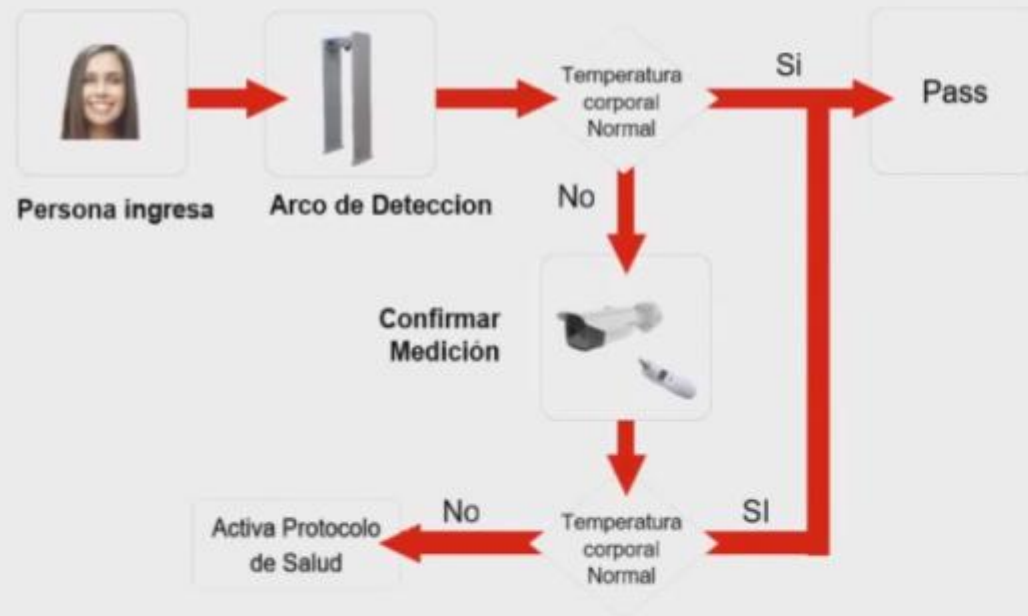 Persona ingresa
Arco de Deteccion
Temperatura
corporal
Normal
Si
Pass
No
Confirmar
Medición
Temperatura
corporal
Normal
No
SI
Activa Protocolo
de Salud